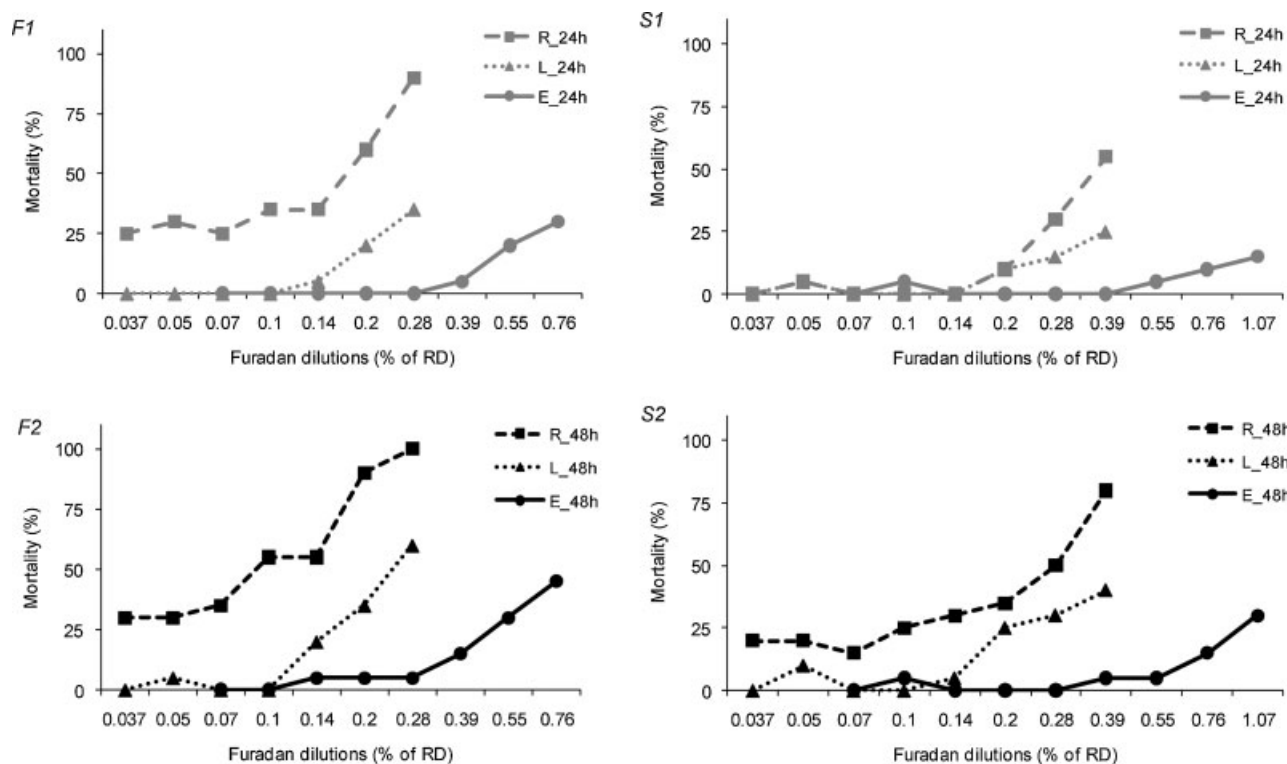 F1
R_24h
L_24h
E_24h
Mortality (%)
100
75
50
25
0
0.037 0.05 0.07 0.1 0.14 0.2 0.28 0.39 0.55 0.76
Furadan dilutions (% of RD)
S1
R_24h
L_24h
E_24h
Mortality (%)
100
75
50
25
0
0.037 0.05 0.07 0.1 0.14 0.2 0.28 0.39 0.55 0.76 1.07
Furadan dilutions (% of RD)
F2
R_48h
L_48h
E_48h
Mortality (%)
100
75
50
25
0
0.037 0.05 0.07 0.1 0.14 0.2 0.28 0.39 0.55 0.76
Furadan dilutions (% of RD)
S2
R_48h
L_48h
E_48h
Mortality (%)
100
75
50
25
0
0.037 0.05 0.07 0.1 0.14 0.2 0.28 0.39 0.55 0.76 1.07
Furadan dilutions (% of RD)